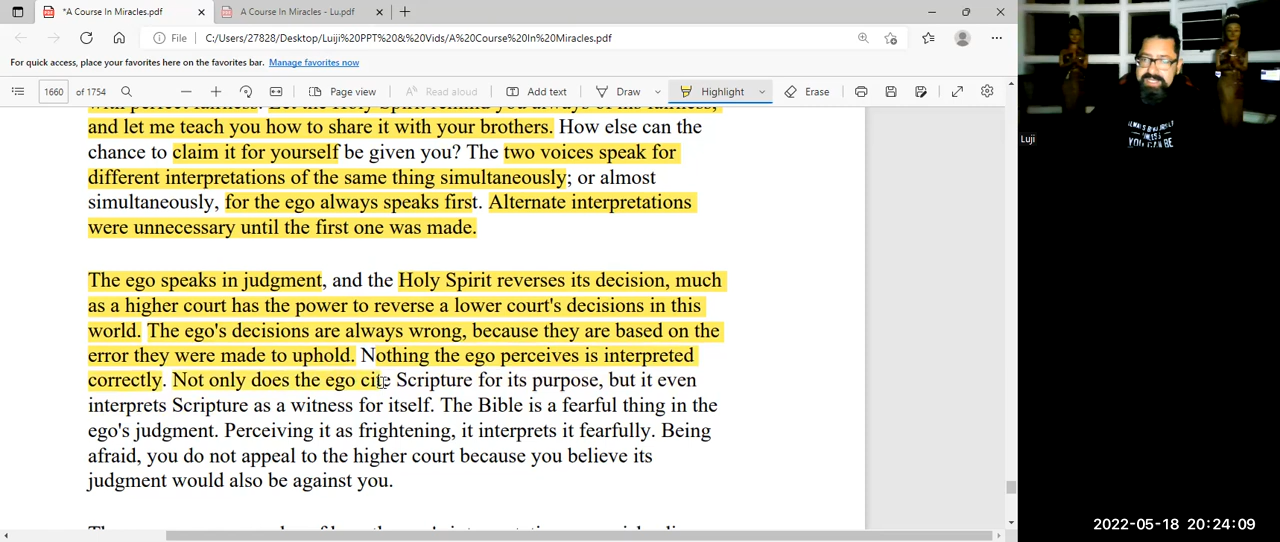 *A Course In Miracles.pdf
A Course In Miracles - Lu.pdf
File C:/Users/27828/Desktop/Luiji%20PPT%20&%20Vids/A%20Course%20In%20Miracles.pdf
For quick access, place your favorites here on the favorites bar. Manage favorites now
1660 of 1754 Page view Read aloud Add text Draw Highlight Erase
and let me teach you how to share it with your brothers. How else can the
chance to claim it for yourself be given you? The two voices speak for
different interpretations of the same thing simultaneously; or almost
simultaneously, for the ego always speaks first. Alternate interpretations
were unnecessary until the first one was made.
The ego speaks in judgment, and the Holy Spirit reverses its decision, much
as a higher court has the power to reverse a lower court's decisions in this
world. The ego's decisions are always wrong, because they are based on the
error they were made to uphold. Nothing the ego perceives is interpreted
correctly. Not only does the ego cite Scripture for its purpose, but it even
interprets Scripture as a witness for itself. The Bible is a fearful thing in the
ego's judgment. Perceiving it as frightening, it interprets it fearfully. Being
afraid, you do not appeal to the higher court because you believe its
judgment would also be against you.
Luji
YOU CAN BE
2022-05-18 20:24:09